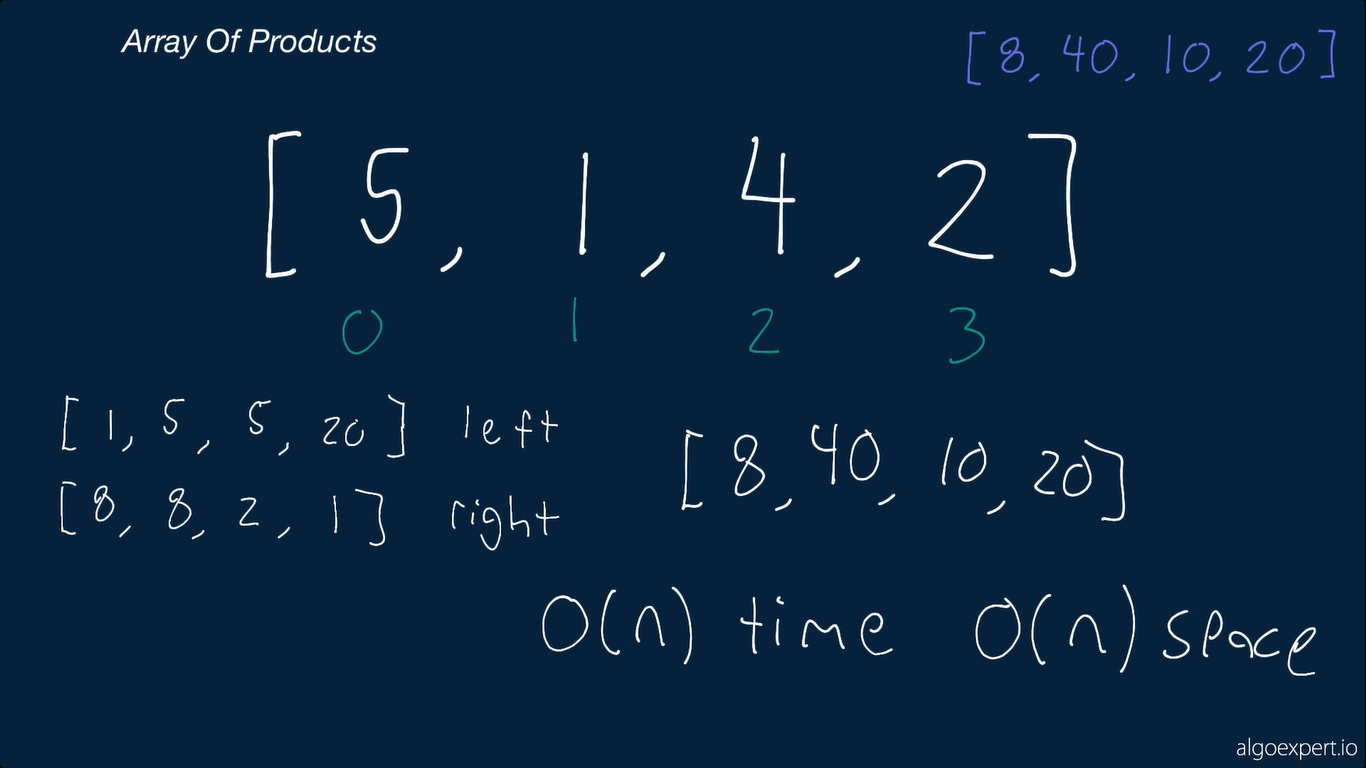 Array Of Products
[8, 40, 10, 20]
[5, 1, 4, 2]
0 1 2 3
[1, 5, 5, 20] left
[8, 8, 2, 1] right
[8, 40, 10, 20]
O(n) time O(n) space
algoexpert.io